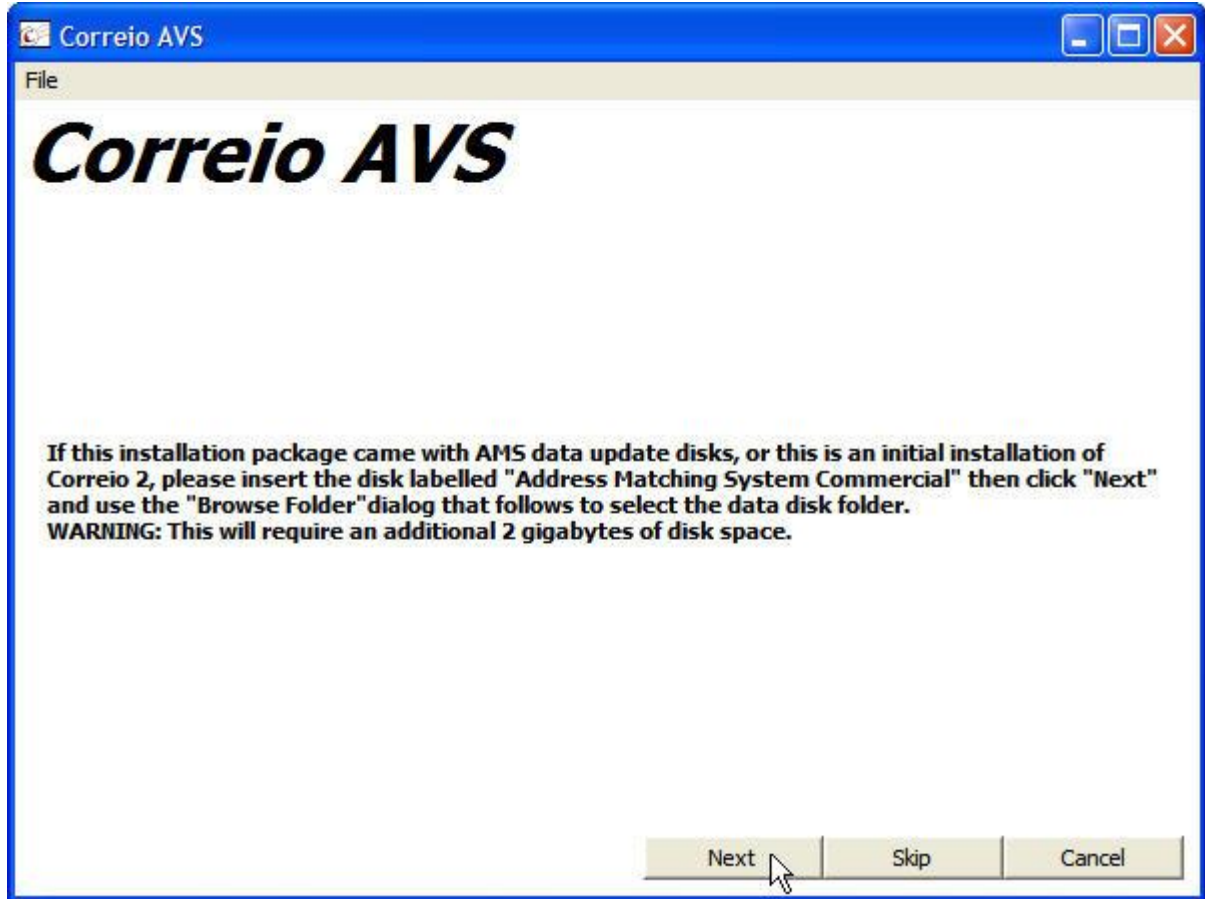 Correio AVS
File
Correio AVS
If this installation package came with AMS data update disks, or this is an initial installation of
Correio 2, please insert the disk labelled "Address Matching System Commercial" then click "Next"
and use the "Browse Folder"dialog that follows to select the data disk folder.
WARNING: This will require an additional 2 gigabytes of disk space.
Next Skip Cancel